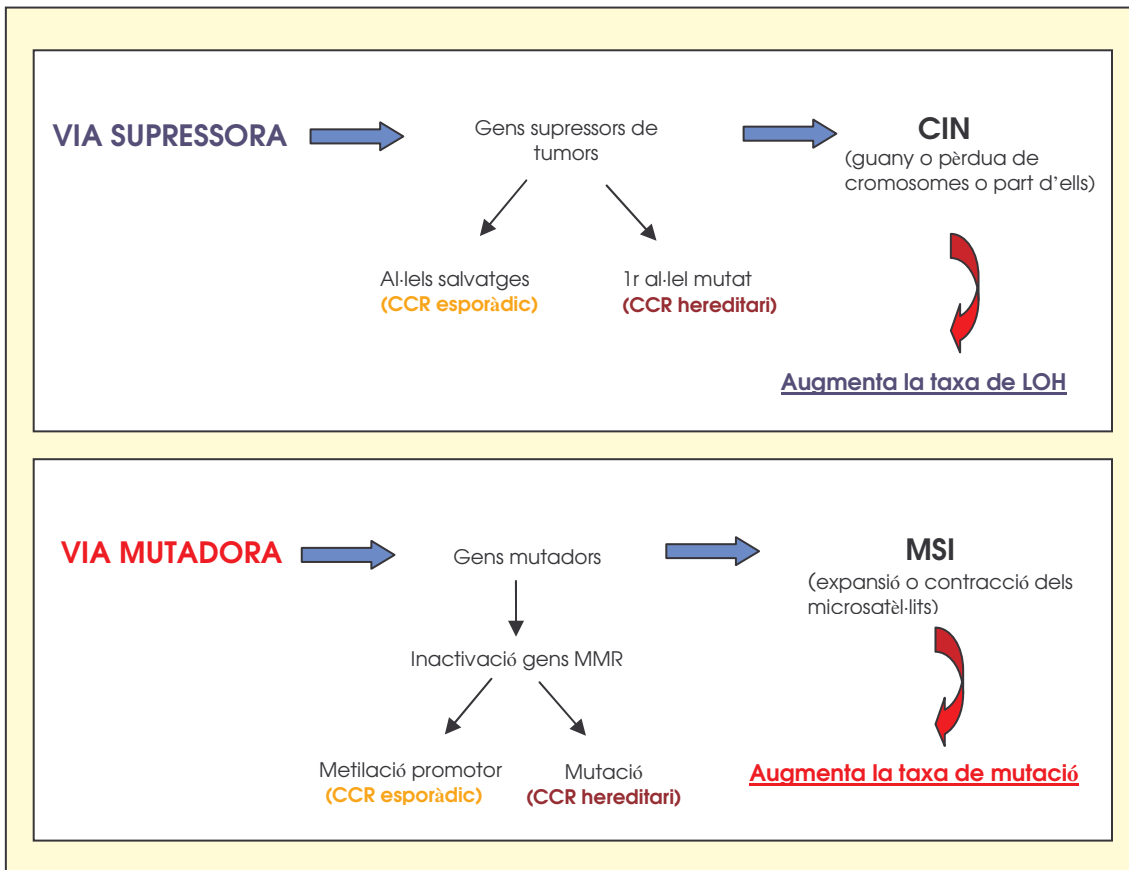 VIA SUPRESSORA
Gens supressors de
tumors
CIN
(guany o pèrdua de
cromosomes o part d'ells)
Al·lels salvatges
(CCR esporàdic)
1r al·lel mutat
(CCR hereditari)
Augmenta la taxa de LOH
VIA MUTADORA
Gens mutadors
MSI
(expansió o contracció dels
microsatèl·lits)
Inactivació gens MMR
Metilació promotor
(CCR esporàdic)
Mutació
(CCR hereditari)
Augmenta la taxa de mutació